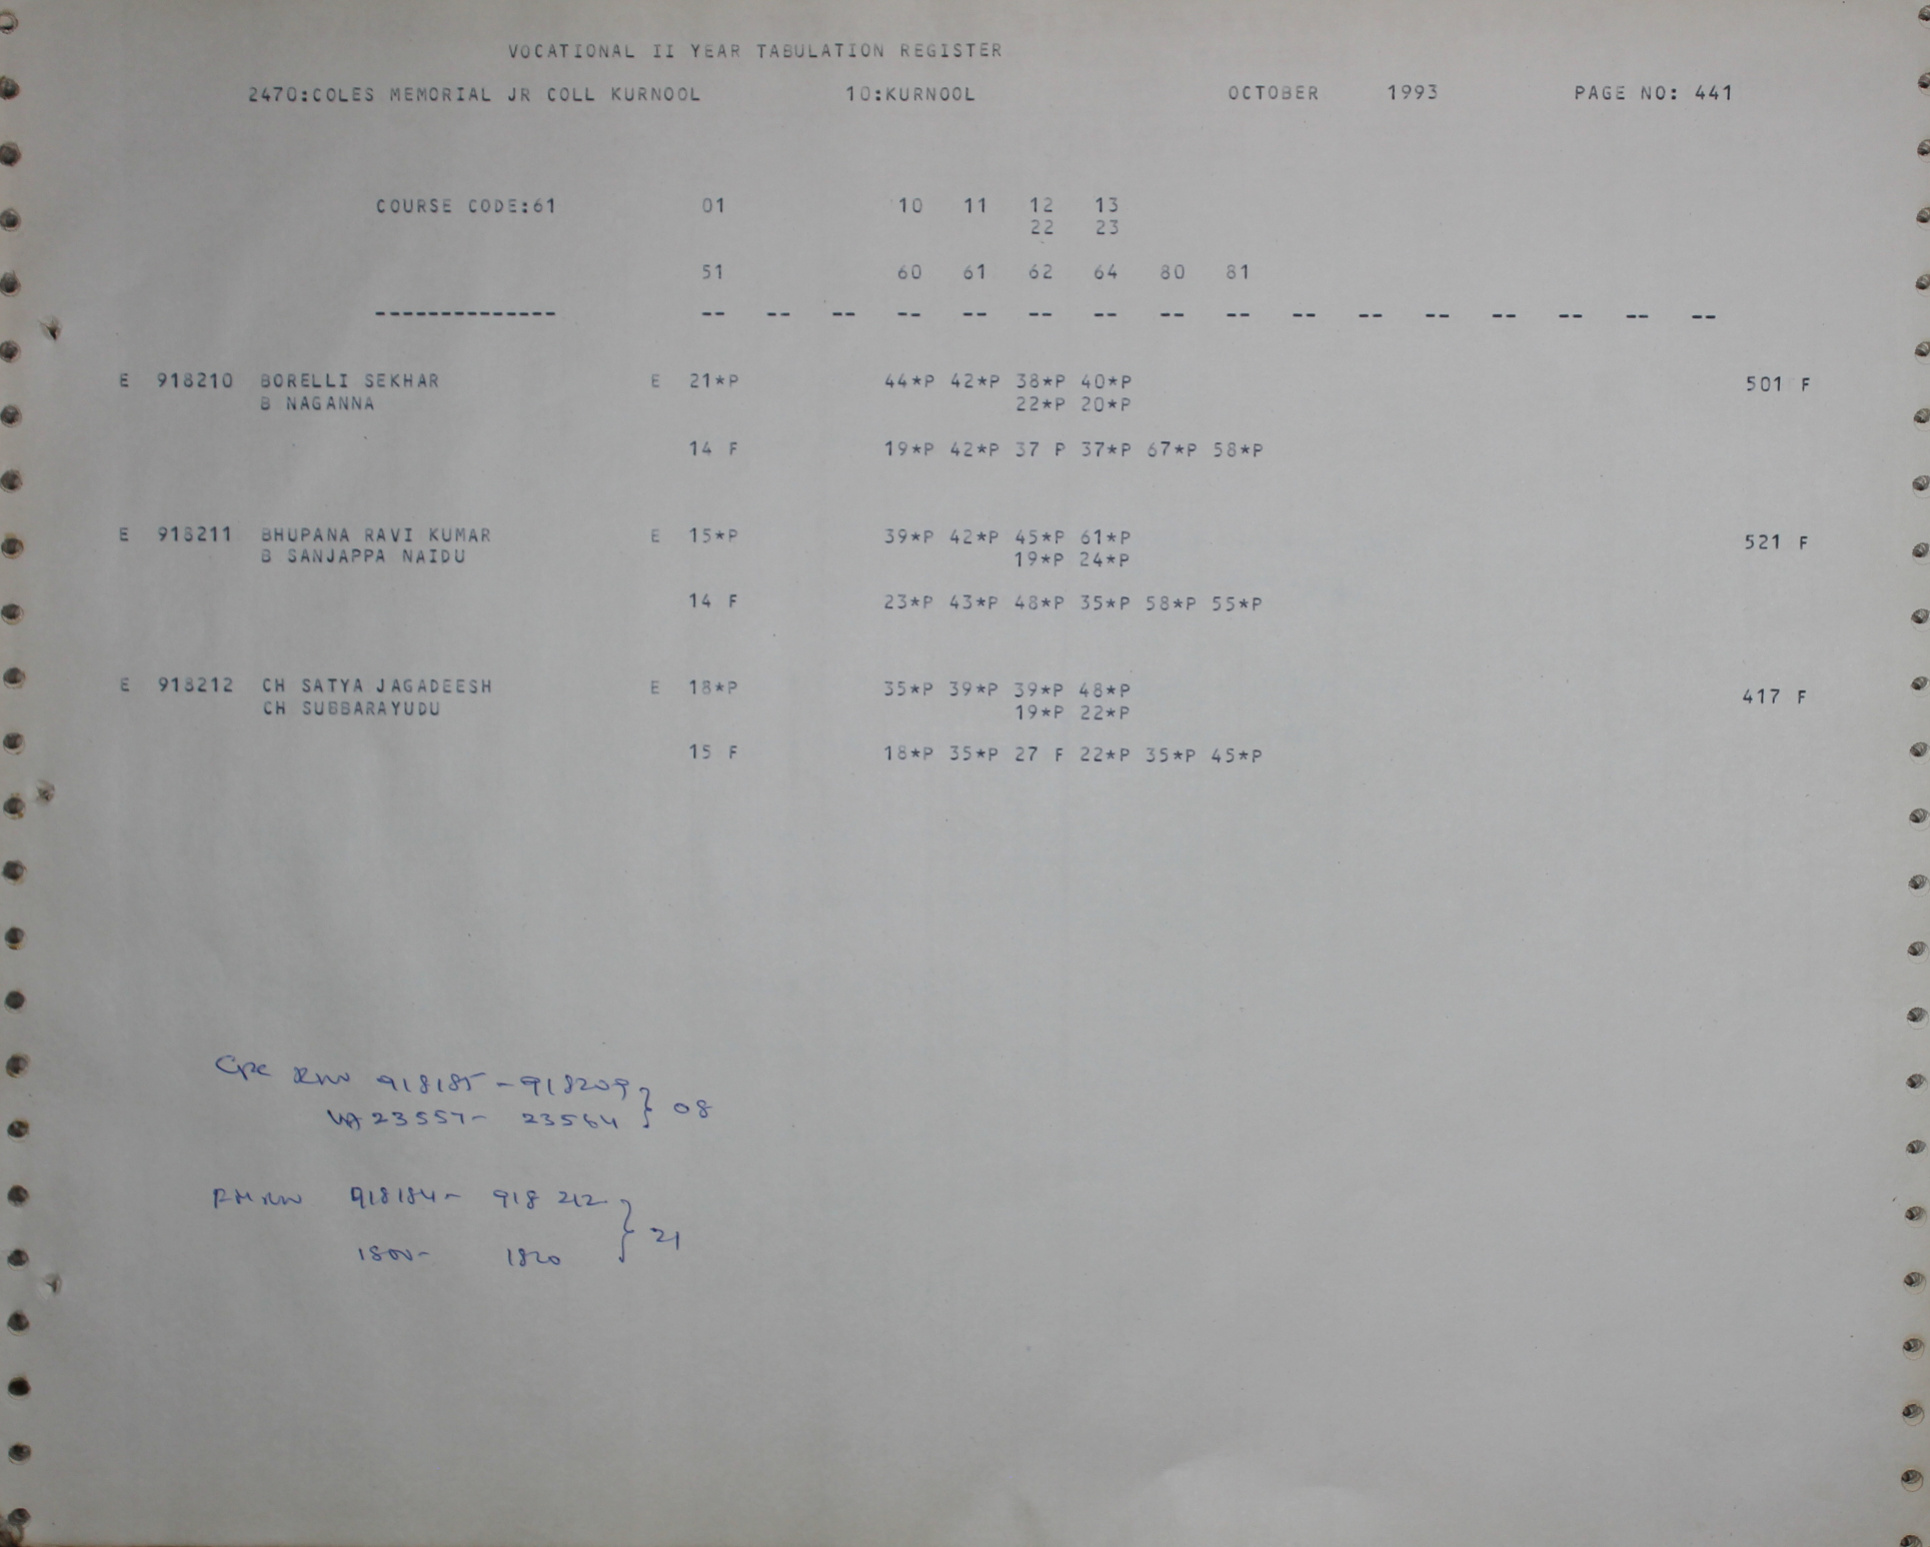 VOCATIONAL II YEAR TABULATION REGISTER
2470:COLES MEMORIAL JR COLL KURNOOL 10:KURNOOL OCTOBER 1993 PAGE NO: 441
COURSE CODE:61 01 10 11 12 13
22 23
51 60 61 62 64 80 81
-------------- -- -- -- -- -- -- -- -- -- -- -- -- -- -- -- --
E 918210 BORELLI SEKHAR E 21*P 44*P 42*P 38*P 40*P 501 F
B NAGANNA 22*P 20*P
14 F 19*P 42*P 37 P 37*P 67*P 58*P
E 918211 BHUPANA RAVI KUMAR E 15*P 39*P 42*P 45*P 61*P 521 F
B SANJAPPA NAIDU 19*P 24*P
14 F 23*P 43*P 48*P 35*P 58*P 55*P
E 918212 CH SATYA JAGADEESH E 18*P 35*P 39*P 39*P 48*P 417 F
CH SUBBARAYUDU 19*P 22*P
15 F 18*P 35*P 27 F 22*P 35*P 45*P
918185 - 918209
23557- 23564 } 08
918184- 918 212
1820 } 21